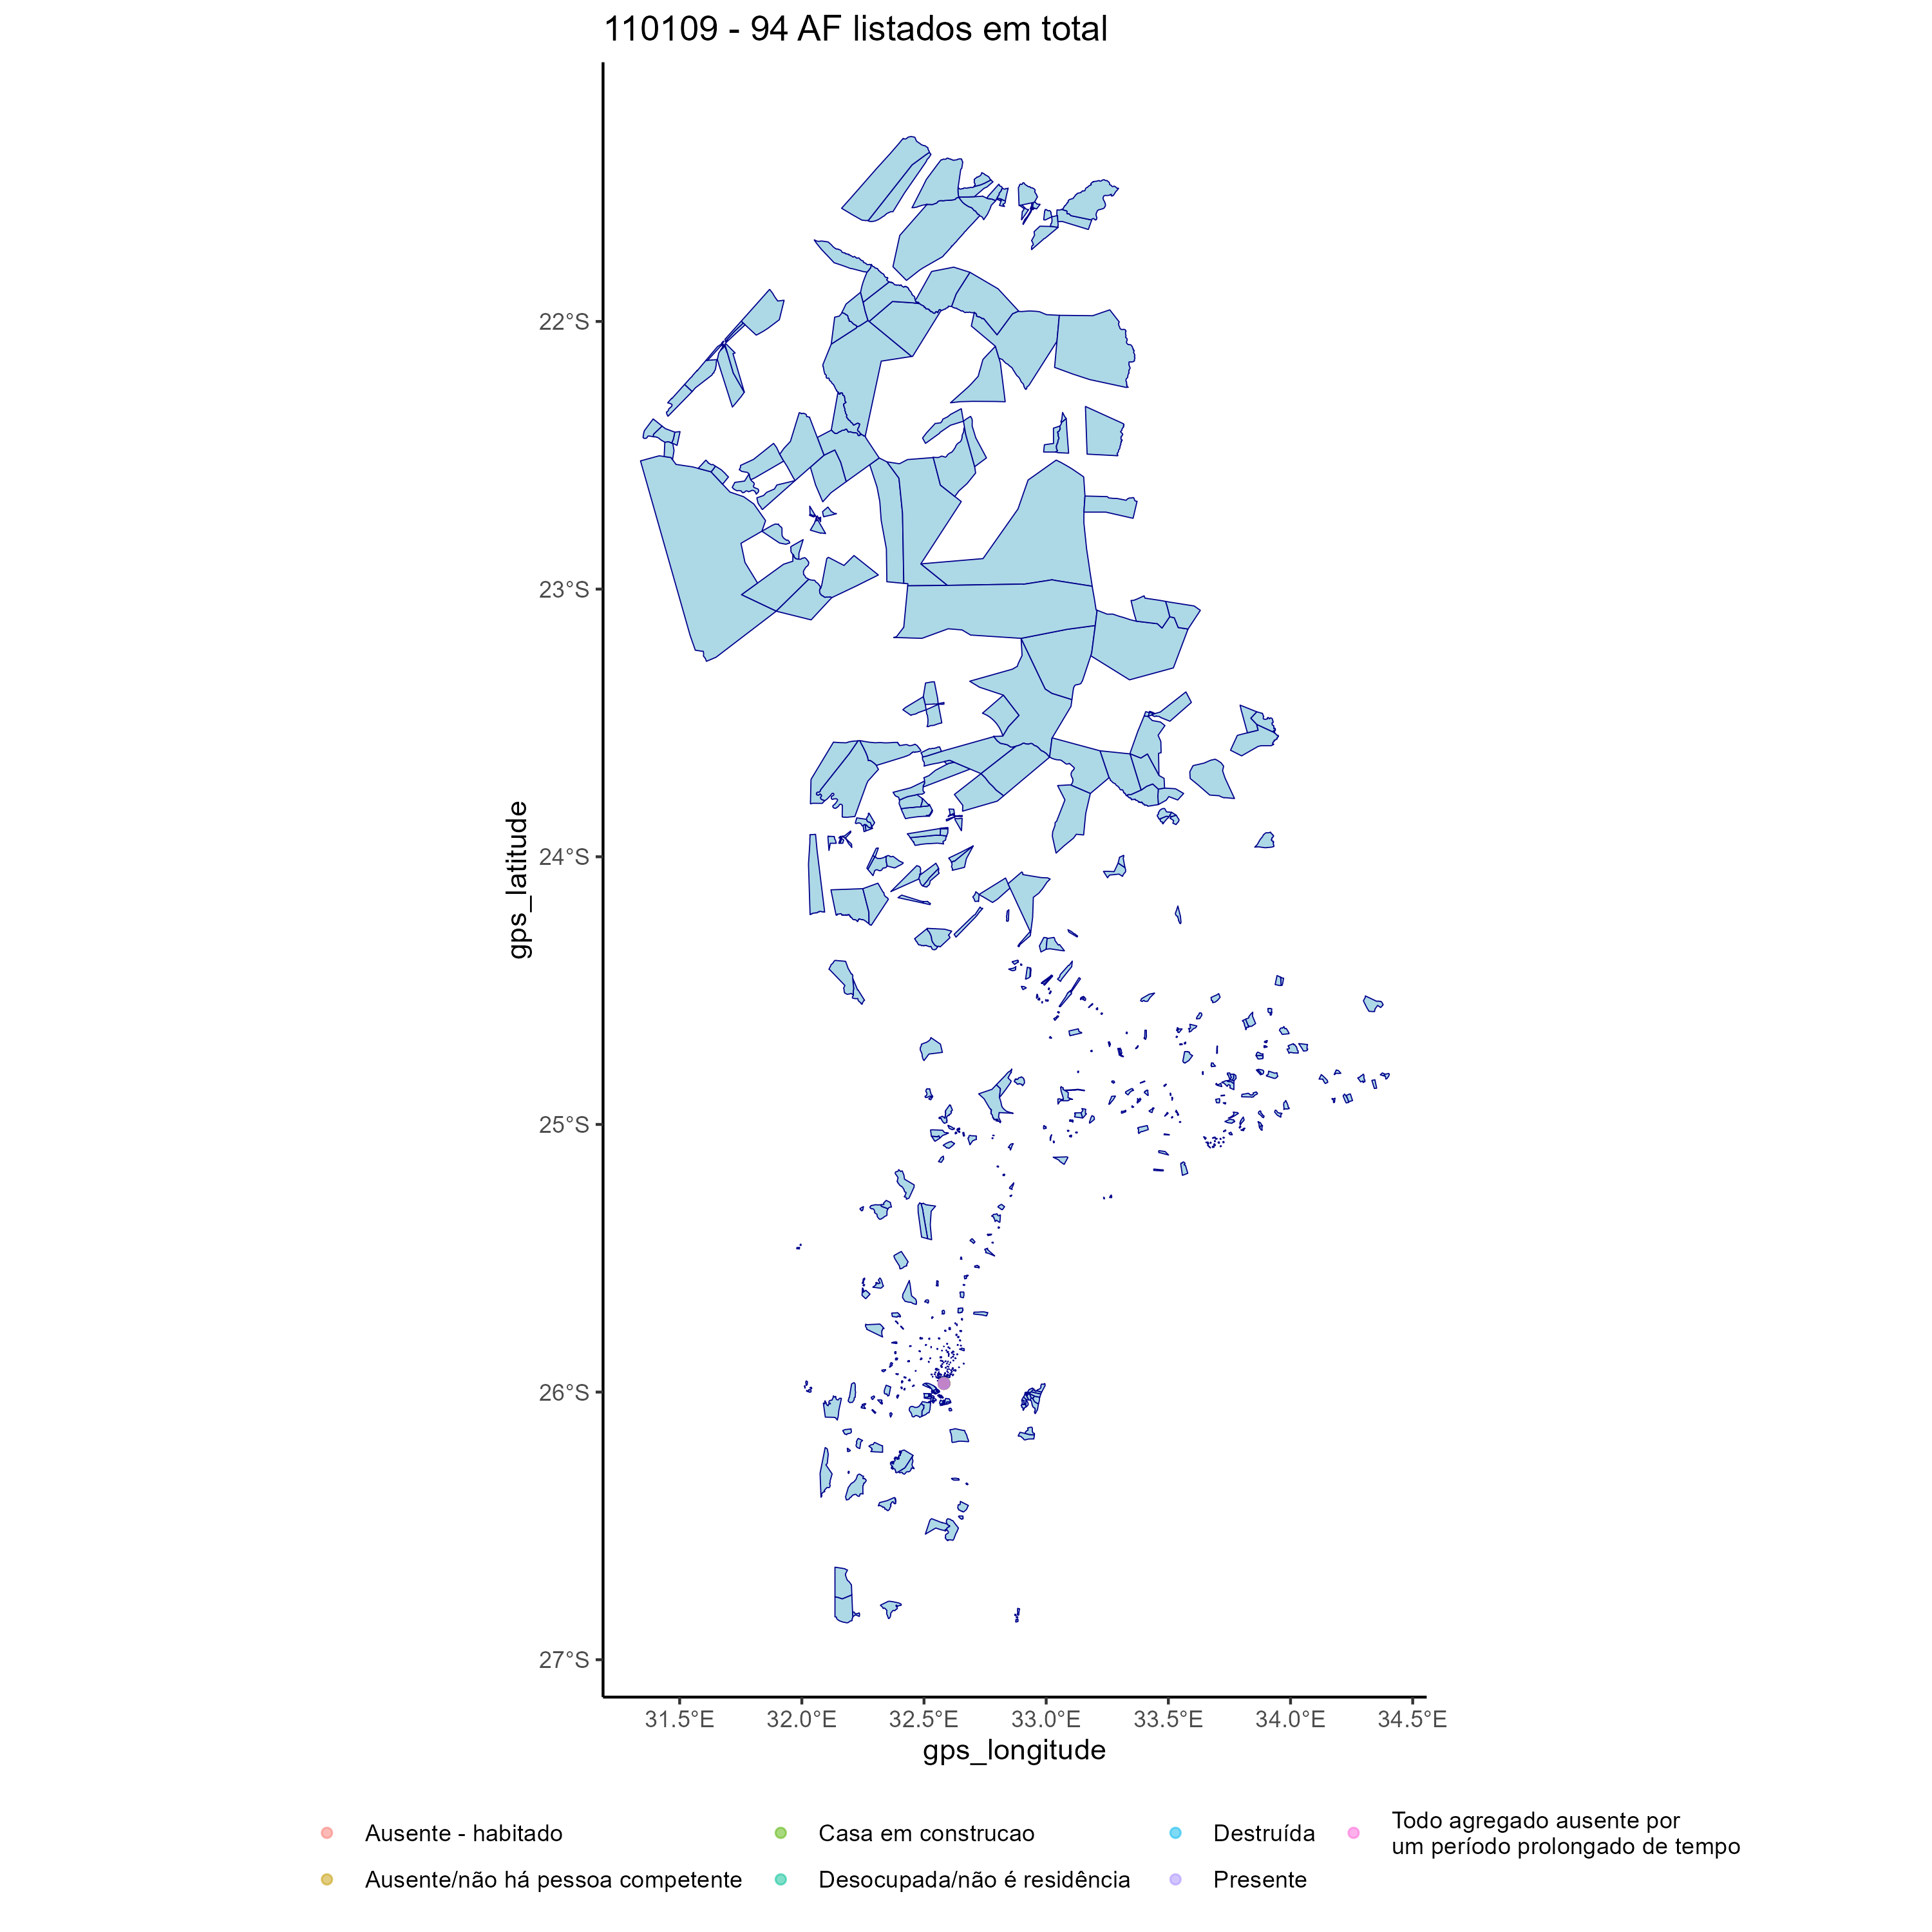 110109 - 94 AF listados em total
22°S
23°S
24°S
25°S
26°S
27°S
gps_latitude
31.5°E 32.0°E 32.5°E 33.0°E 33.5°E 34.0°E 34.5°E
gps_longitude
Ausente - habitado
Ausente/não há pessoa competente
Casa em construcao
Desocupada/não é residência
Destruída
Presente
Todo agregado ausente por
um período prolongado de tempo